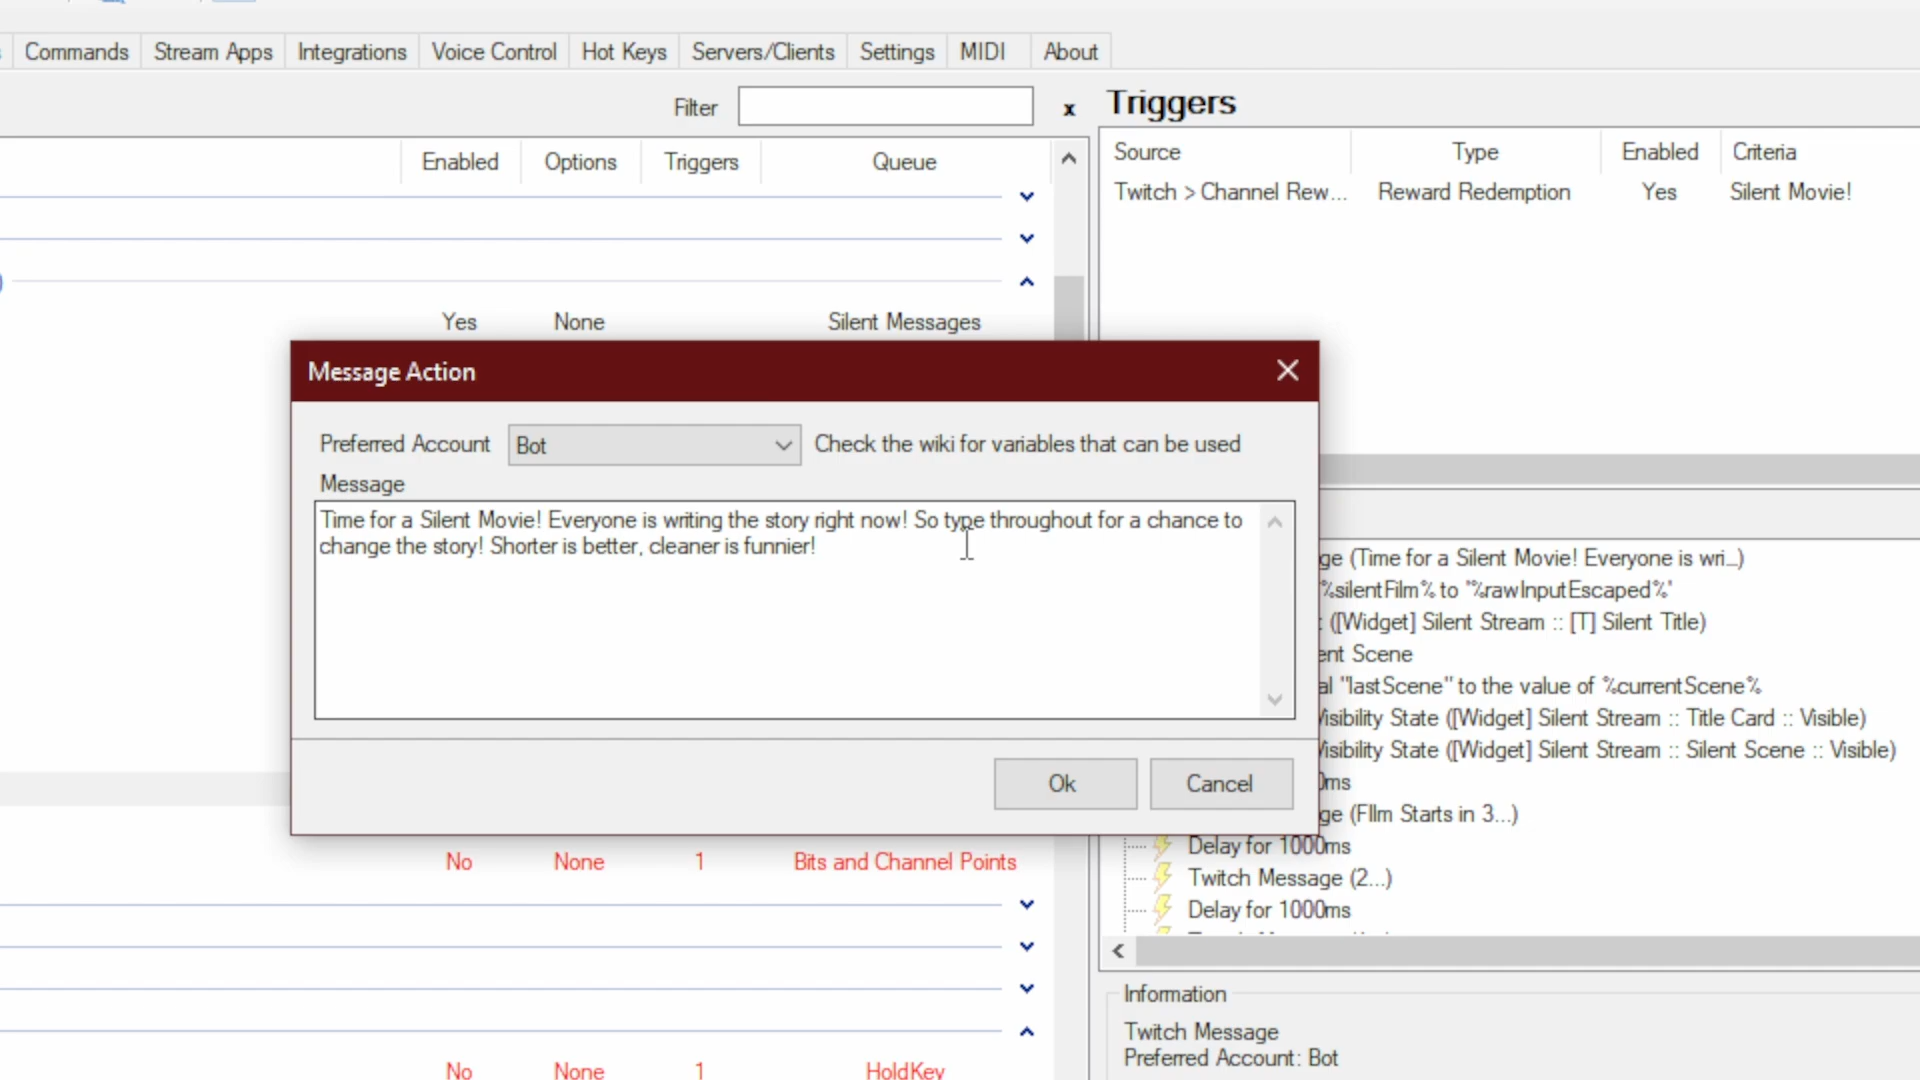 Commands Stream Apps Integrations Voice Control Hot Keys Servers/Clients Settings MIDI About
Filter x
Enabled Options Triggers Queue
Yes None Silent Messages
Triggers
Source Type Enabled Criteria
Twitch > Channel Rew... Reward Redemption Yes Silent Movie!
Message Action
Preferred Account Bot Check the wiki for variables that can be used
Message
Time for a Silent Movie! Everyone is writing the story right now! So type throughout for a chance to
change the story! Shorter is better, cleaner is funnier!
Ok Cancel
ge (Time for a Silent Movie! Everyone is wri...)
%silentFilm% to "%rawInputEscaped%"
: ([Widget] Silent Stream :: [T] Silent Title)
ent Scene
al "lastScene" to the value of %currentScene%
Visibility State ([Widget] Silent Stream :: Title Card :: Visible)
Visibility State ([Widget] Silent Stream :: Silent Scene :: Visible)
0ms
ge (FIlm Starts in 3...)
Delay for 1000ms
Twitch Message (2...)
Delay for 1000ms
No None 1 Bits and Channel Points
No None 1 HoldKey
Information
Twitch Message
Preferred Account: Bot